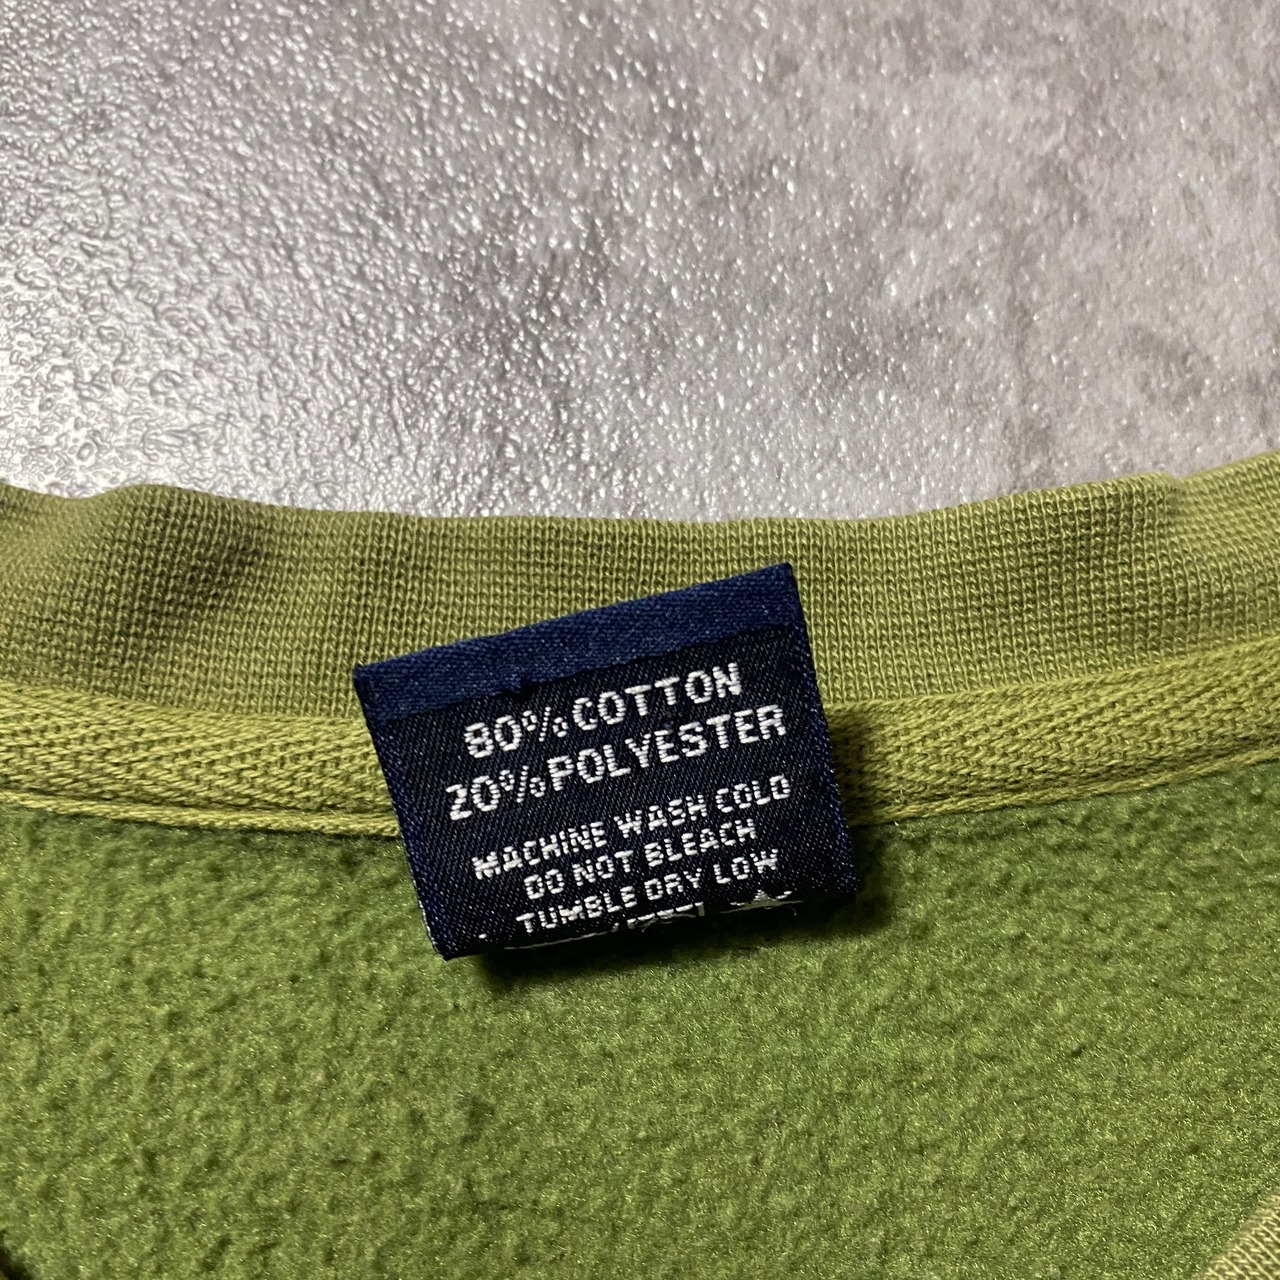 80% COTTON
20% POLYESTER
MACHINE WASH COLD
DO NOT BLEACH
TUMBLE DRY LOW